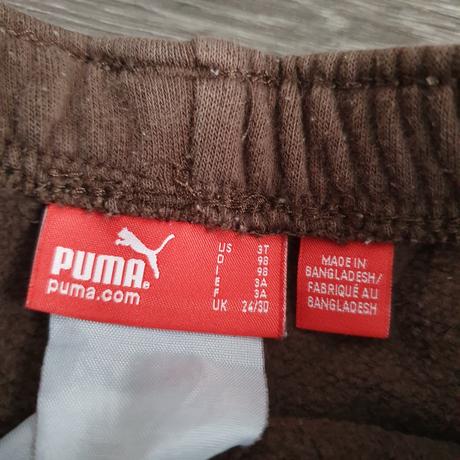 PUMA®
puma.com
US 3T
D 98
I 98
E 3A
F 3A
UK 24/30
MADE IN
BANGLADESH/
FABRIQUÉ AU
BANGLADESH